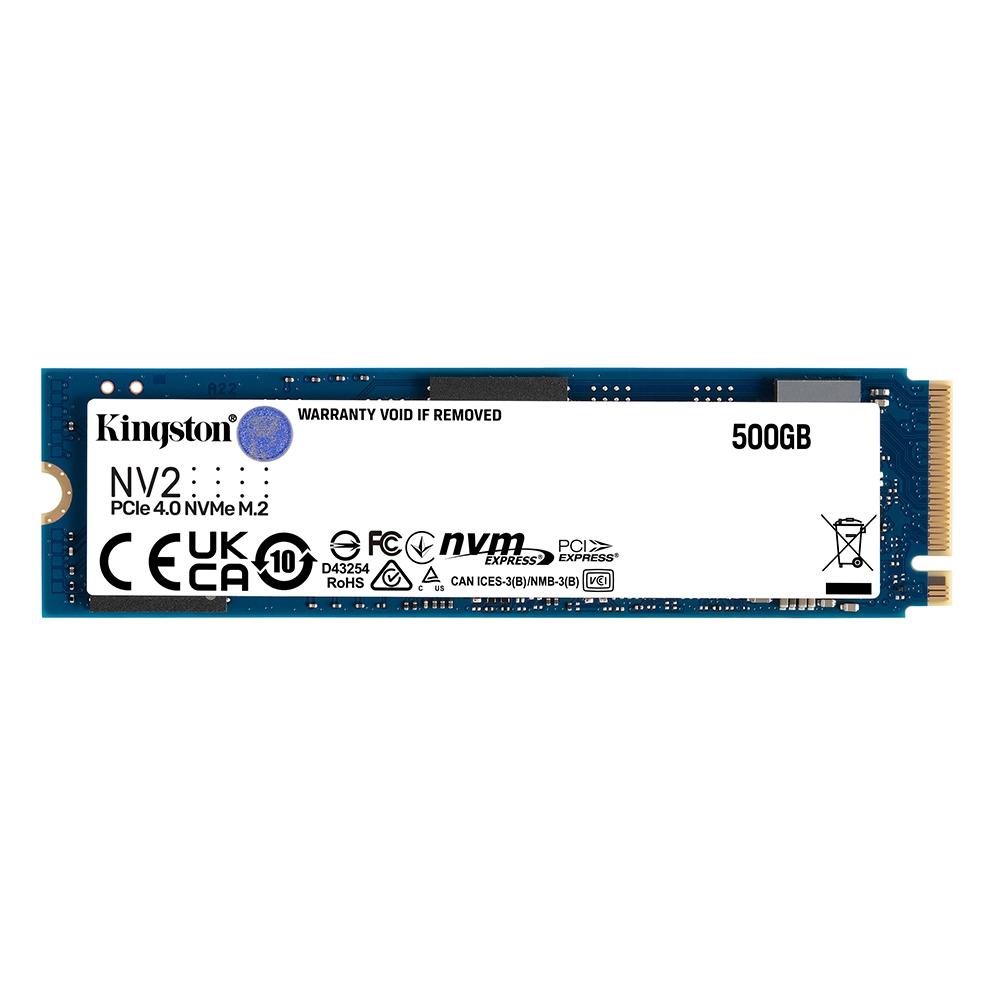 A22
Kingston®
WARRANTY VOID IF REMOVED
500GB
NV2
PCIe 4.0 NVMe M.2
CE UK CA 10
D43254
RoHS
FC
nvm
EXPRESS®
PCI
EXPRESS®
C US
CAN ICES-3(B)/NMB-3(B)
VCI